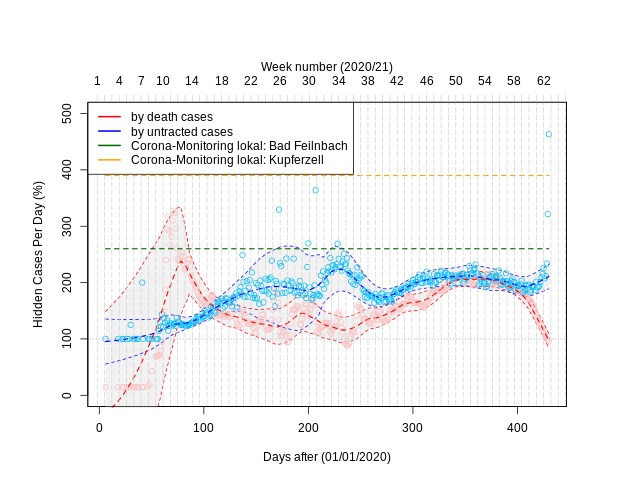 Week number (2020/21)
1 4 7 10 14 18 22 26 30 34 38 42 46 50 54 58 62
by death cases
by untracted cases
Corona-Monitoring lokal: Bad Feilnbach
Corona-Monitoring lokal: Kupferzell
Hidden Cases Per Day (%)
500
400
300
200
100
0
0 100 200 300 400
Days after (01/01/2020)